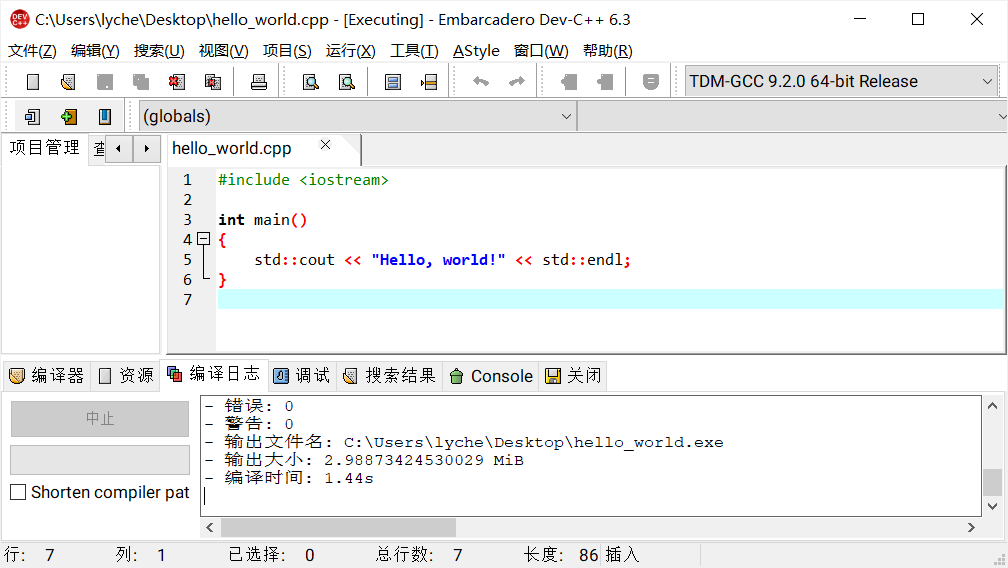 C:\Users\lyche\Desktop\hello_world.cpp - [Executing] - Embarcadero Dev-C++ 6.3
文件(Z) 编辑(Y) 搜索(U) 视图(V) 项目(S) 运行(X) 工具(T) AStyle 窗口(W) 帮助(R)
TDM-GCC 9.2.0 64-bit Release
(globals)
项目管理 查 hello_world.cpp
1 #include <iostream>
2
3 int main()
4 {
5 std::cout << "Hello, world!" << std::endl;
6 }
7
编译器 资源 编译日志 调试 搜索结果 Console 关闭
中止
Shorten compiler pat
- 错误: 0
- 警告: 0
- 输出文件名: C:\Users\lyche\Desktop\hello_world.exe
- 输出大小: 2.98873424530029 MiB
- 编译时间: 1.44s
行: 7 列: 1 已选择: 0 总行数: 7 长度: 86 插入